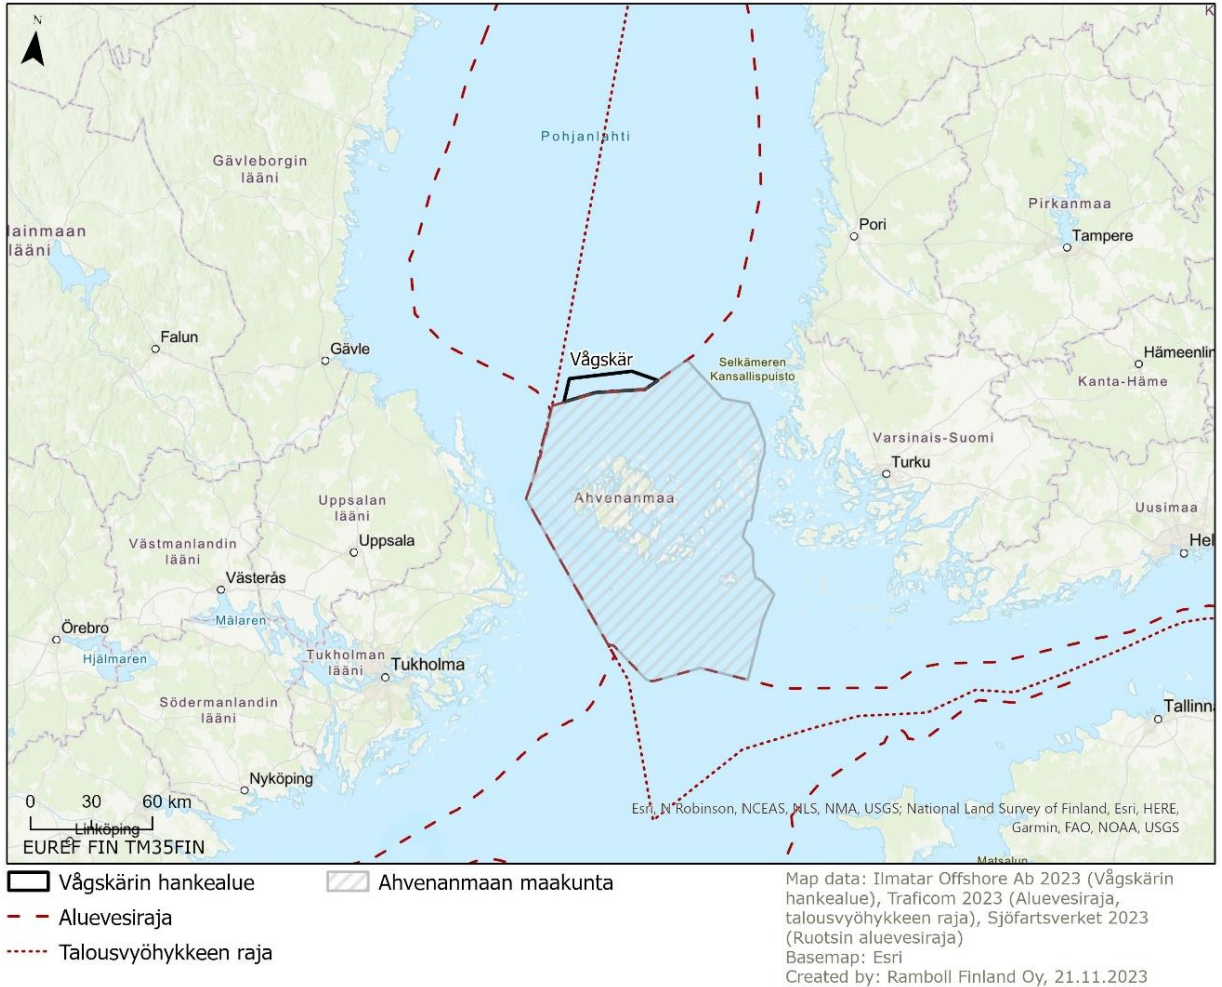 N
K
Pohjanlahti
Gävleborgin
lääni
Pirkanmaa
lainmaan
lääni
Pori
Tampere
Falun
Gävle
Vågskär
Selkämeren
Kansallispuisto
Hämeenlin
Kanta-Häme
Varsinais-Suomi
Turku
Ahvenanmaa
Uppsalan
lääni
Uusimaa
Västmanlandin
lääni
Uppsala
Hel
Västerås
Mälaren
Örebro
Hjälmaren
Tukholman
lääni
Tukholma
Södermanlandin
lääni
Tallinna
Nyköping
0 30 60 km
Linköping
EUREF FIN TM35FIN
Esri, N Robinson, NCEAS, NLS, NMA, USGS; National Land Survey of Finland, Esri, HERE,
Garmin, FAO, NOAA, USGS
Matsalun
Vågskärin hankealue
Ahvenanmaan maakunta
Aluevesiraja
Talousvyöhykkeen raja
Map data: Ilmatar Offshore Ab 2023 (Vågskärin
hankealue), Traficom 2023 (Aluevesiraja,
talousvyöhykkeen raja), Sjöfartsverket 2023
(Ruotsin aluevesiraja)
Basemap: Esri
Created by: Ramboll Finland Oy, 21.11.2023